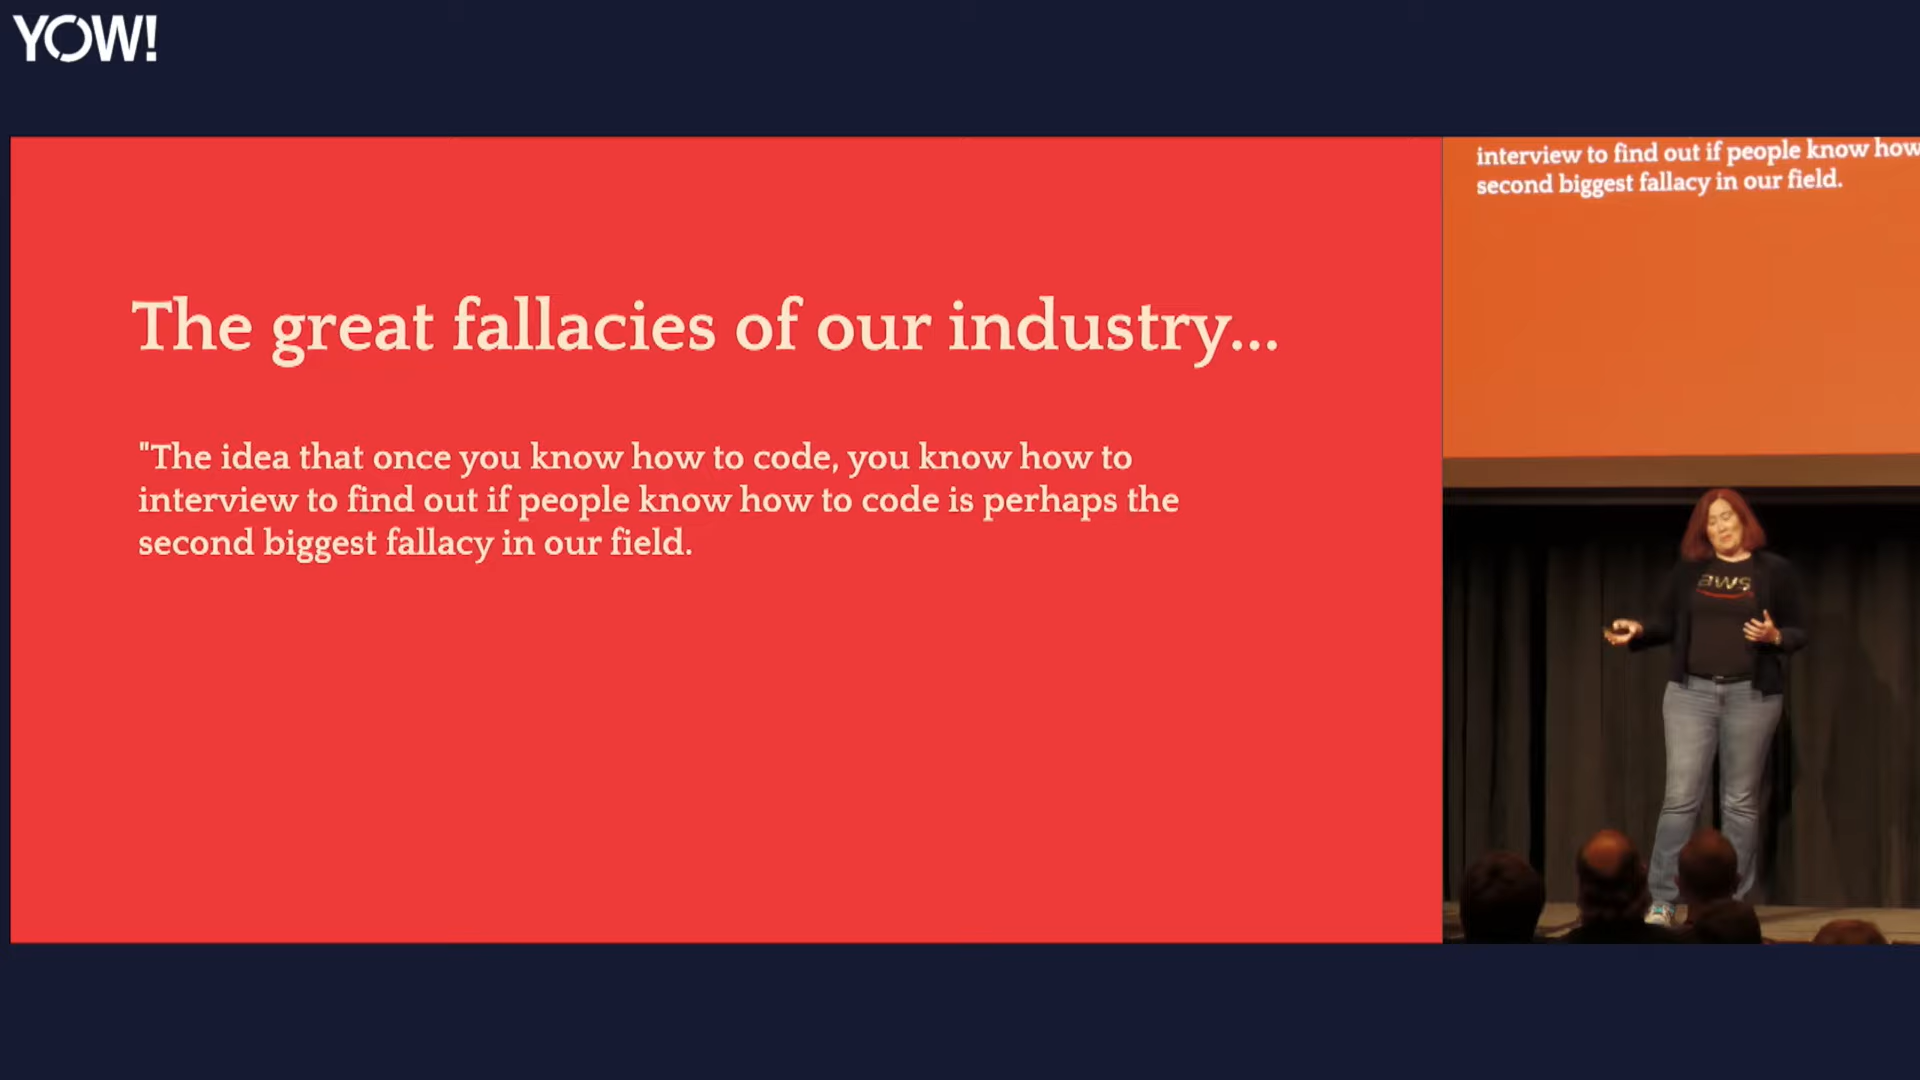 YOW!
The great fallacies of our industry...
"The idea that once you know how to code, you know how to
interview to find out if people know how to code is perhaps the
second biggest fallacy in our field.
interview to find out if people know how
second biggest fallacy in our field.
aws